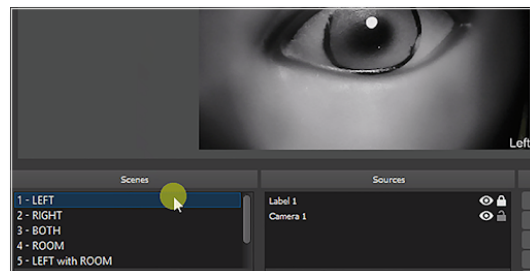 Left
Scenes
Sources
1 - LEFT
2 - RIGHT
3 - BOTH
4 - ROOM
5 - LEFT with ROOM
Label 1
Camera 1